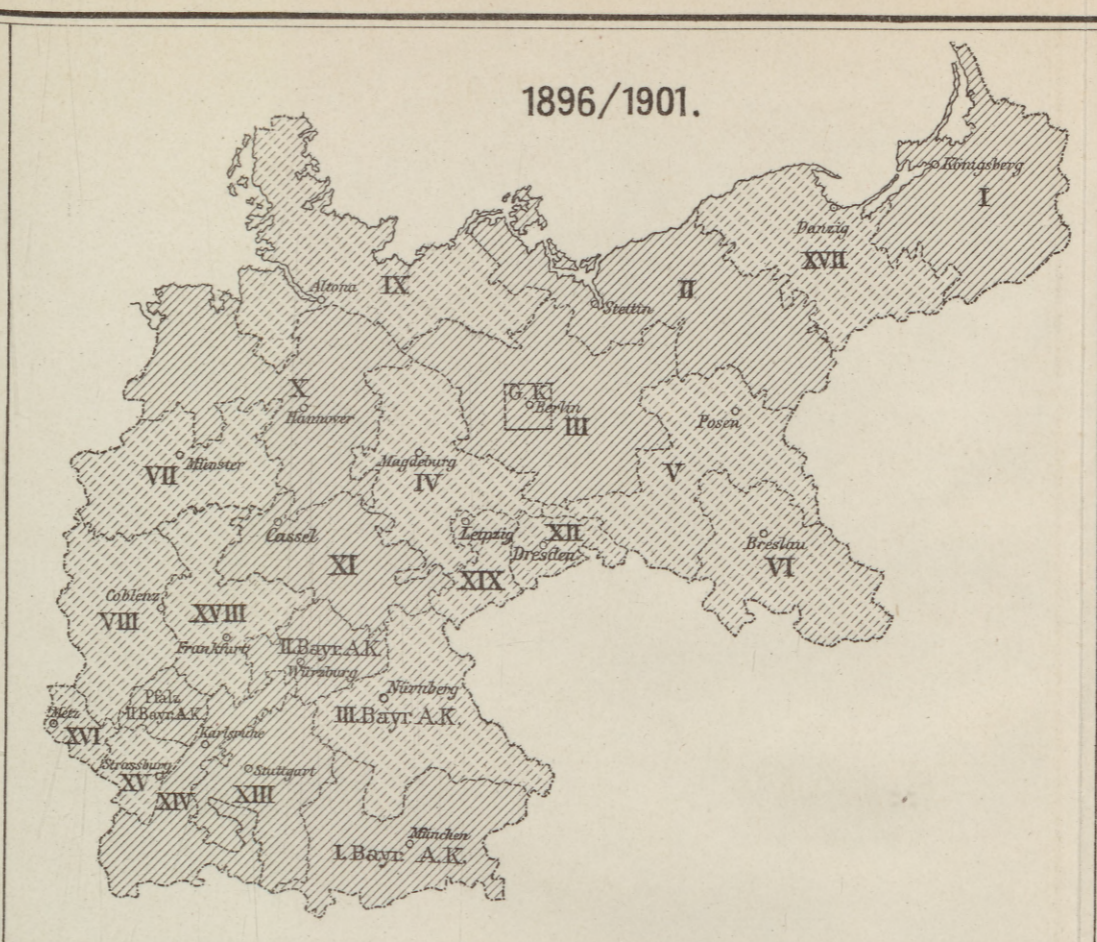 1896/1901.
Königsberg
I
Danzig
XVII
Altona
IX
II
Stettin
X
Hannover
G. K.
Berlin
III
Posen
Münster
VII
Magdeburg
IV
V
Cassel
XI
Leipzig
XIX
XII
Dresden
Breslau
VI
Coblenz
VIII
XVIII
Frankfurt
II.Bayr.A.K.
Würzburg
Nürnberg
III.Bayr.A.K.
Pfalz
II.Bayr.A.K.
Metz
XVI
Karlsruhe
Strassburg
XV
XIV
Stuttgart
XIII
München
I.Bayr. A.K.